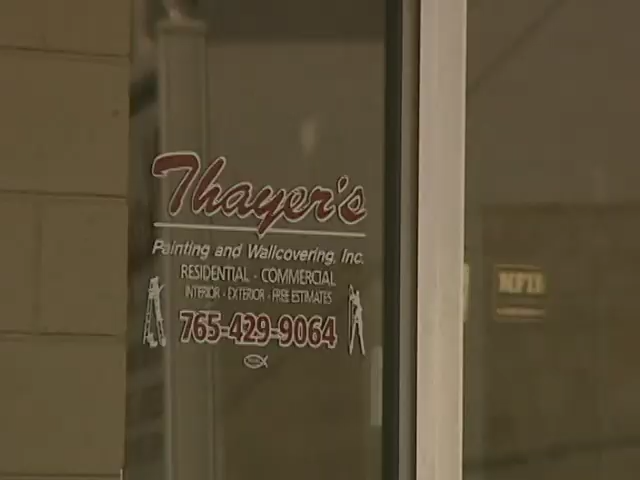 Thayer's
Painting and Wallcovering, Inc.
RESIDENTIAL - COMMERCIAL
INTERIOR - EXTERIOR - FREE ESTIMATES
765-429-9064